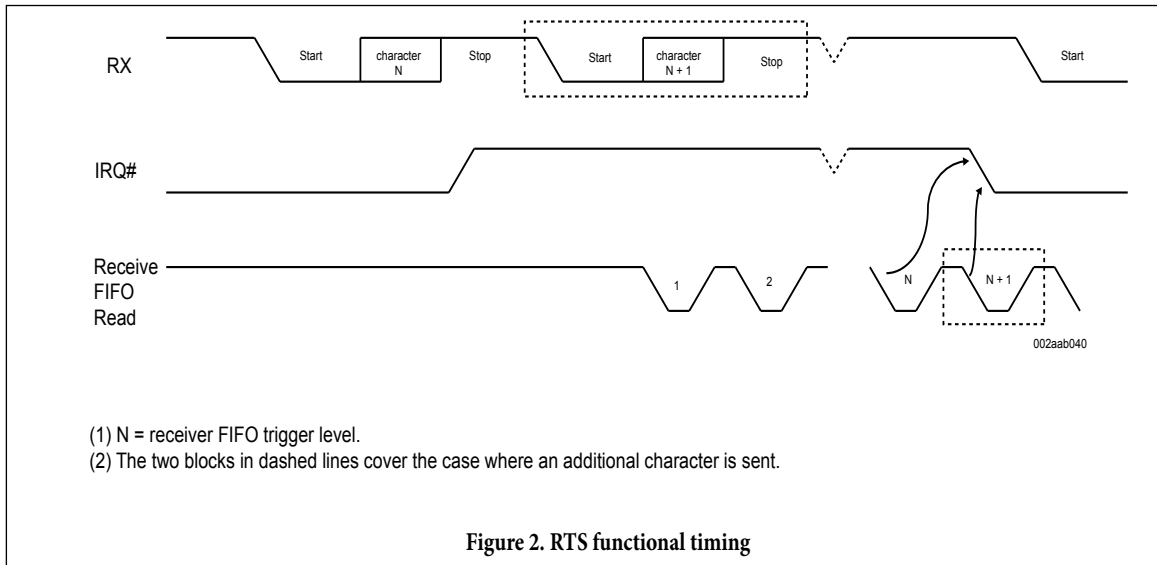 RX
Start
character
N
Stop
Start
character
N + 1
Stop
Start
IRQ#
Receive
FIFO
Read
1
2
N
N + 1
002aab040
(1) N = receiver FIFO trigger level.
(2) The two blocks in dashed lines cover the case where an additional character is sent.
Figure 2. RTS functional timing